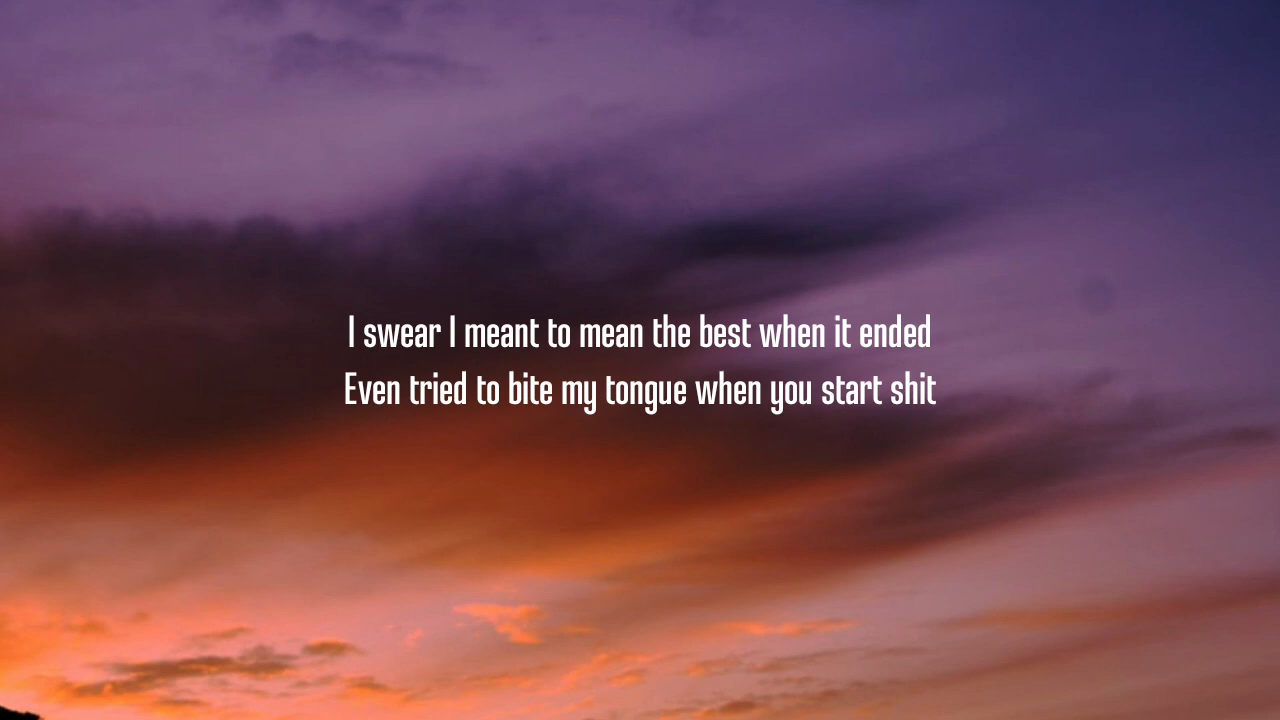 I swear I meant to mean the best when it ended
Even tried to bite my tongue when you start shit